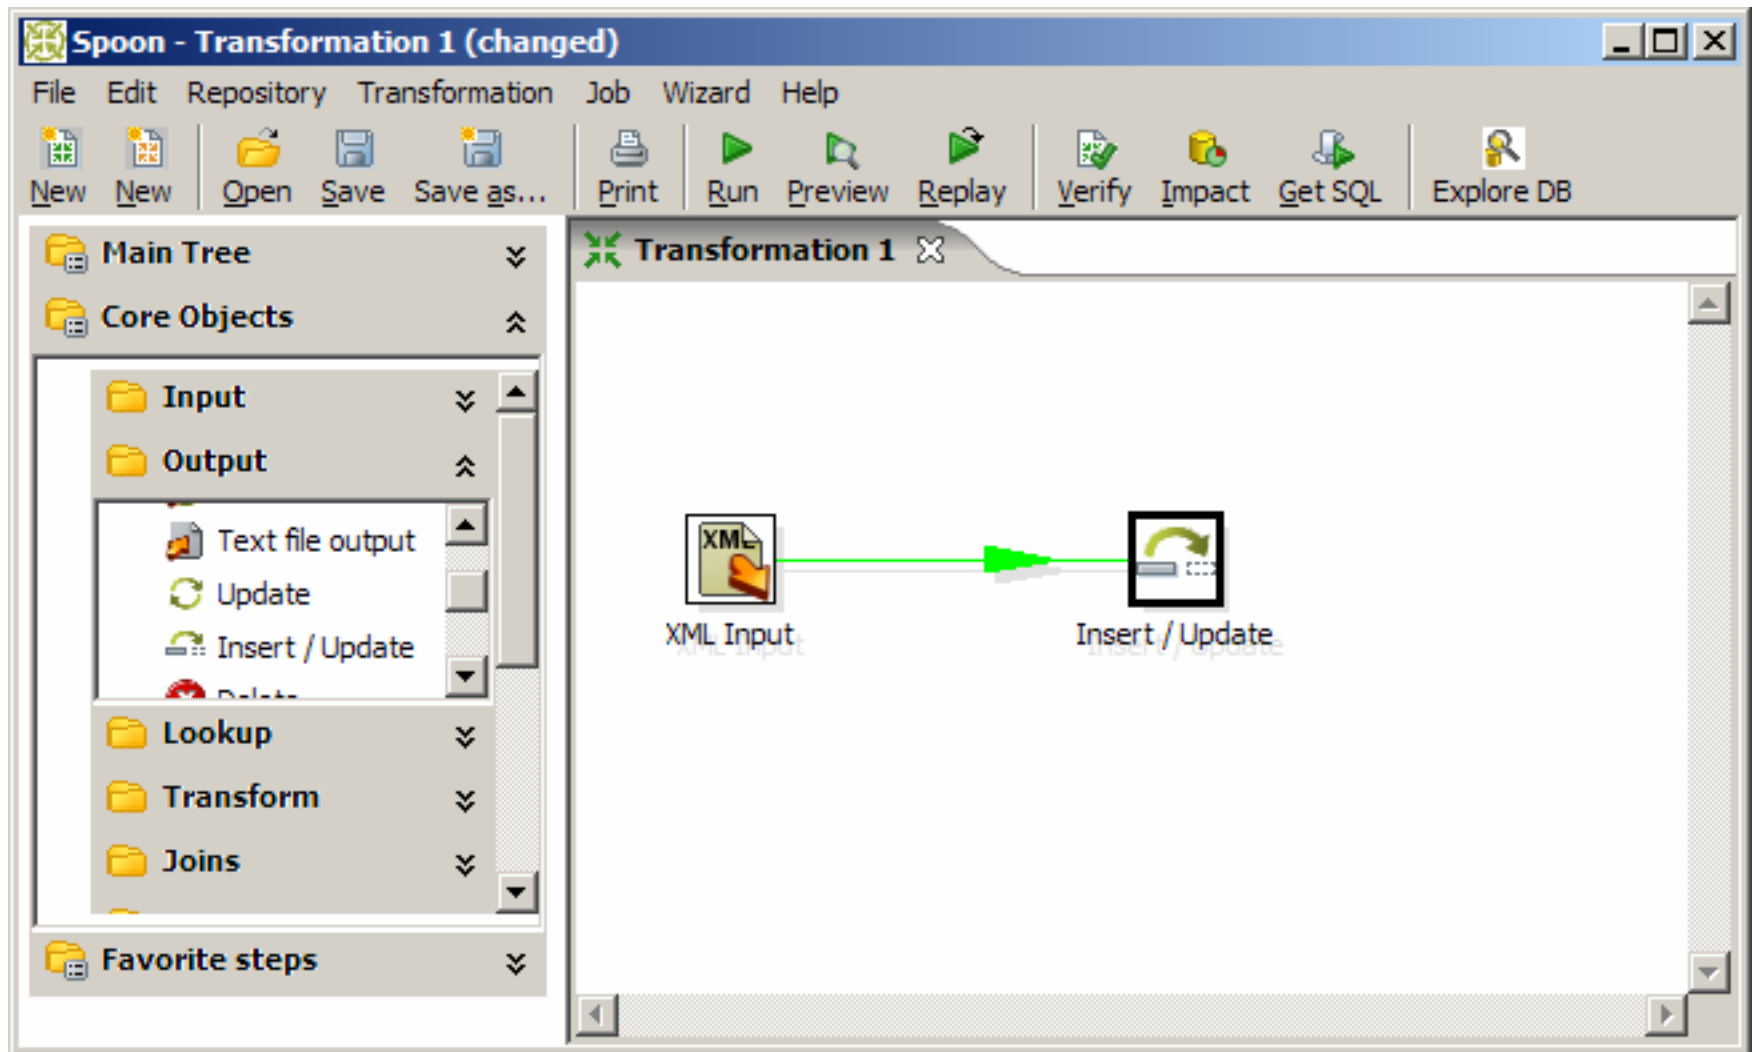 Spoon - Transformation 1 (changed)
File Edit Repository Transformation Job Wizard Help
New New Open Save Save as... Print Run Preview Replay Verify Impact Get SQL Explore DB
Main Tree
Core Objects
Input
Output
Text file output
Update
Insert / Update
Delete
Lookup
Transform
Joins
Favorite steps
Transformation 1
XML
XML Input
Insert / Update